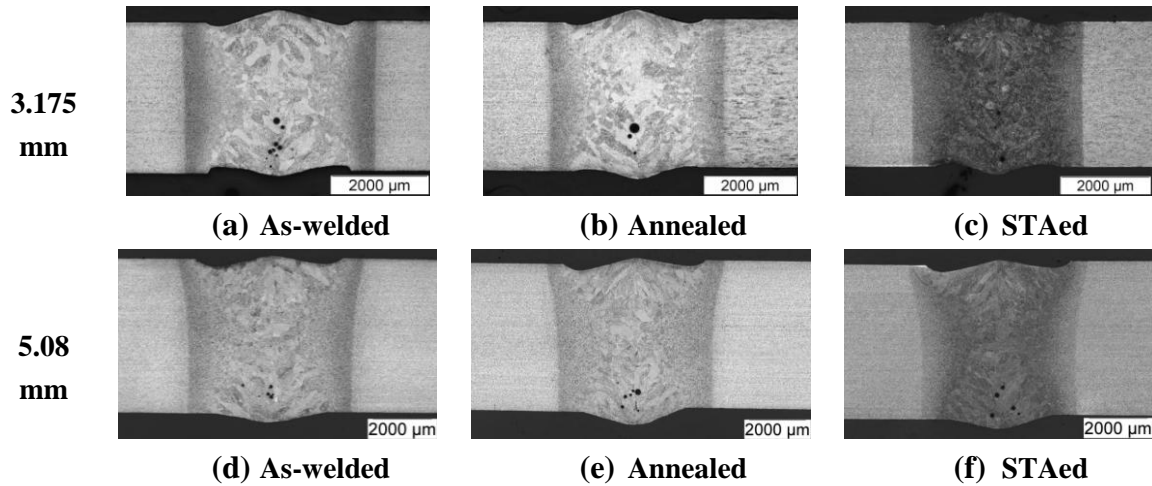 3.175
mm
2000 µm
2000 µm
2000 µm
(a) As-welded
(b) Annealed
(c) STAed
5.08
mm
2000 µm
2000 µm
2000 µm
(d) As-welded
(e) Annealed
(f) STAed